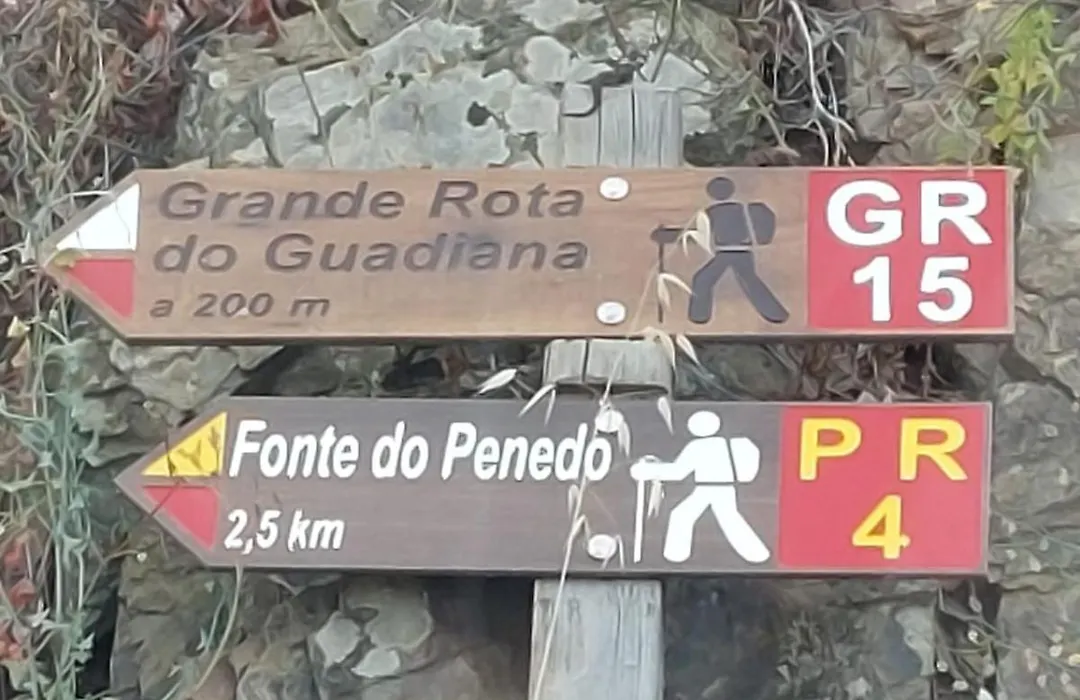 Grande Rota
do Guadiana
a 200 m
GR
15
Fonte do Penedo
2,5 km
PR
4